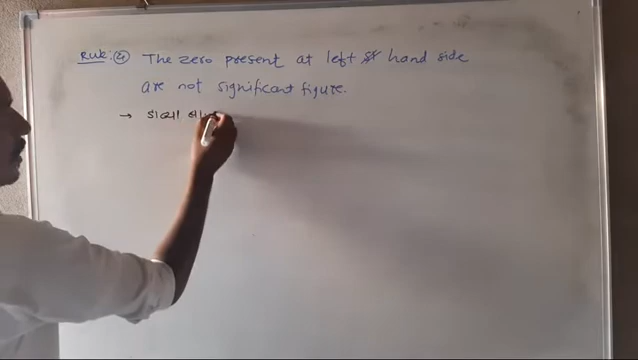 Rule:④ The zero present at left hand side
are not significant figure.
→ ડાબા